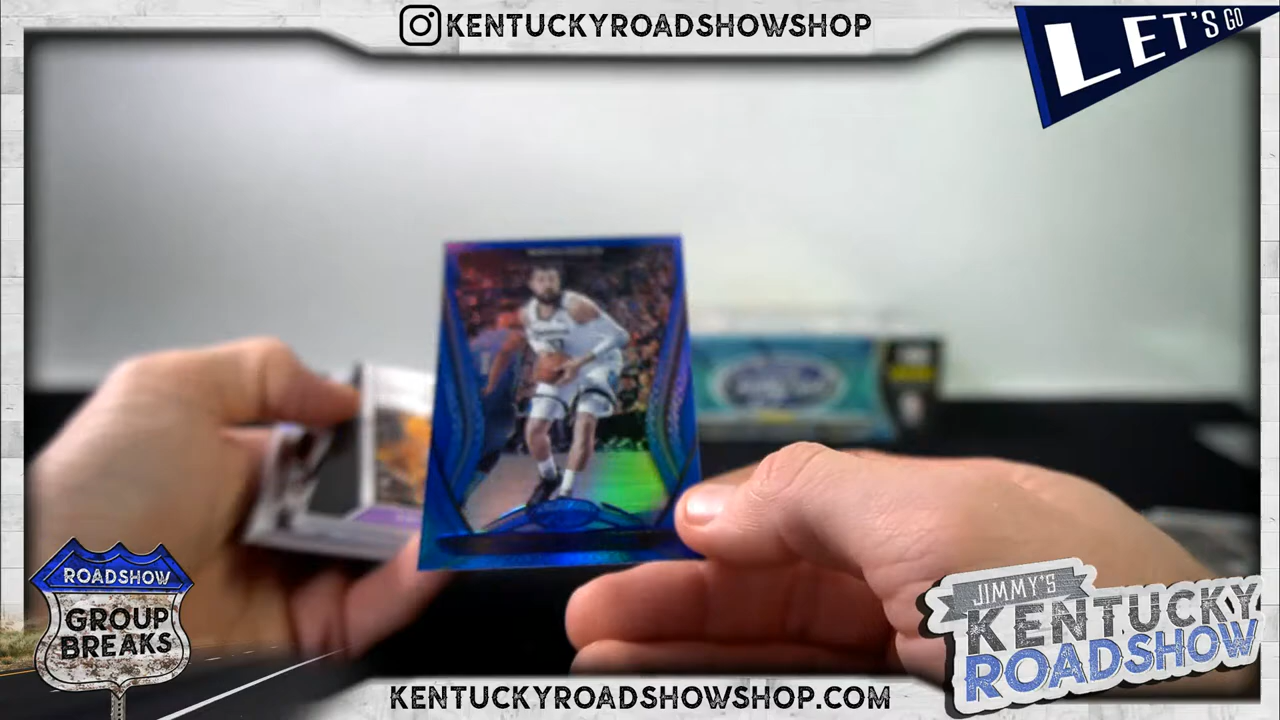 KENTUCKYROADSHOWSHOP
LET'S GO
ROADSHOW
GROUP
BREAKS
JIMMY'S
KENTUCKY
ROADSHOW
KENTUCKYROADSHOWSHOP.COM